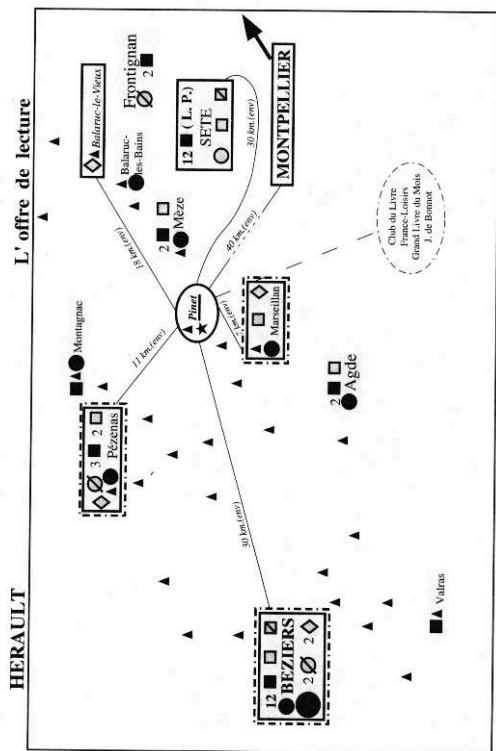 HERAULT
L'offre de lecture
Balaruc-le-Vieux
Frontignan
2
Balaruc-
les-Bains
12 (L. P.)
SETE
MONTPELLIER
2
Mèze
18 km.(env)
30 km.(env)
40 km.(env)
Pinet
11 km.(env)
Montagnac
3 2
Pézenas
km.(env)
Marseillan
2
Agde
30 km.(env)
12
BEZIERS
2 2
Valras
Club du Livre
France-Loisirs
Grand Livre du Mois
J. de Bonnot